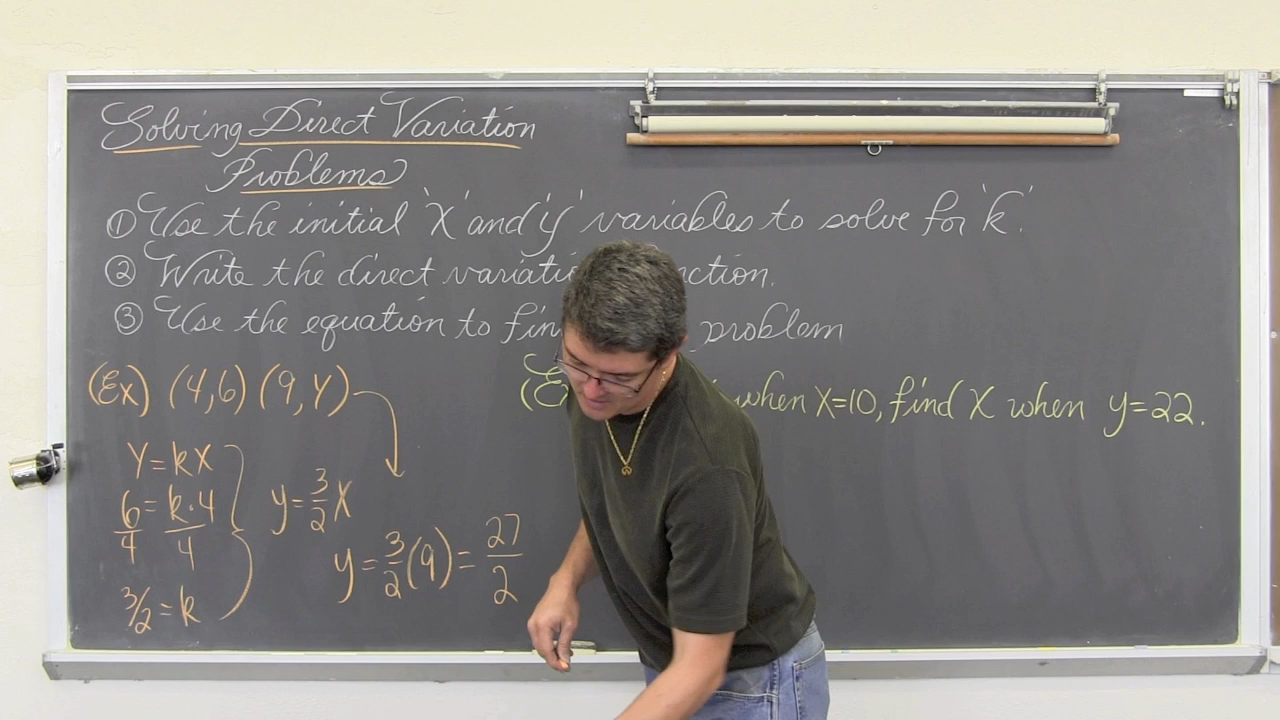 Solving Direct Variation
Problems
① Use the initial 'X' and 'y' variables to solve for 'k'.
② Write the direct
③ Use the equation to problem
(Ex) (4,6) (9,Y)
when X=10, find X when y=22.
Y=kX
6/4 = k·4/4
3/2=k
y=3/2 X
y=3/2(9)=27/2